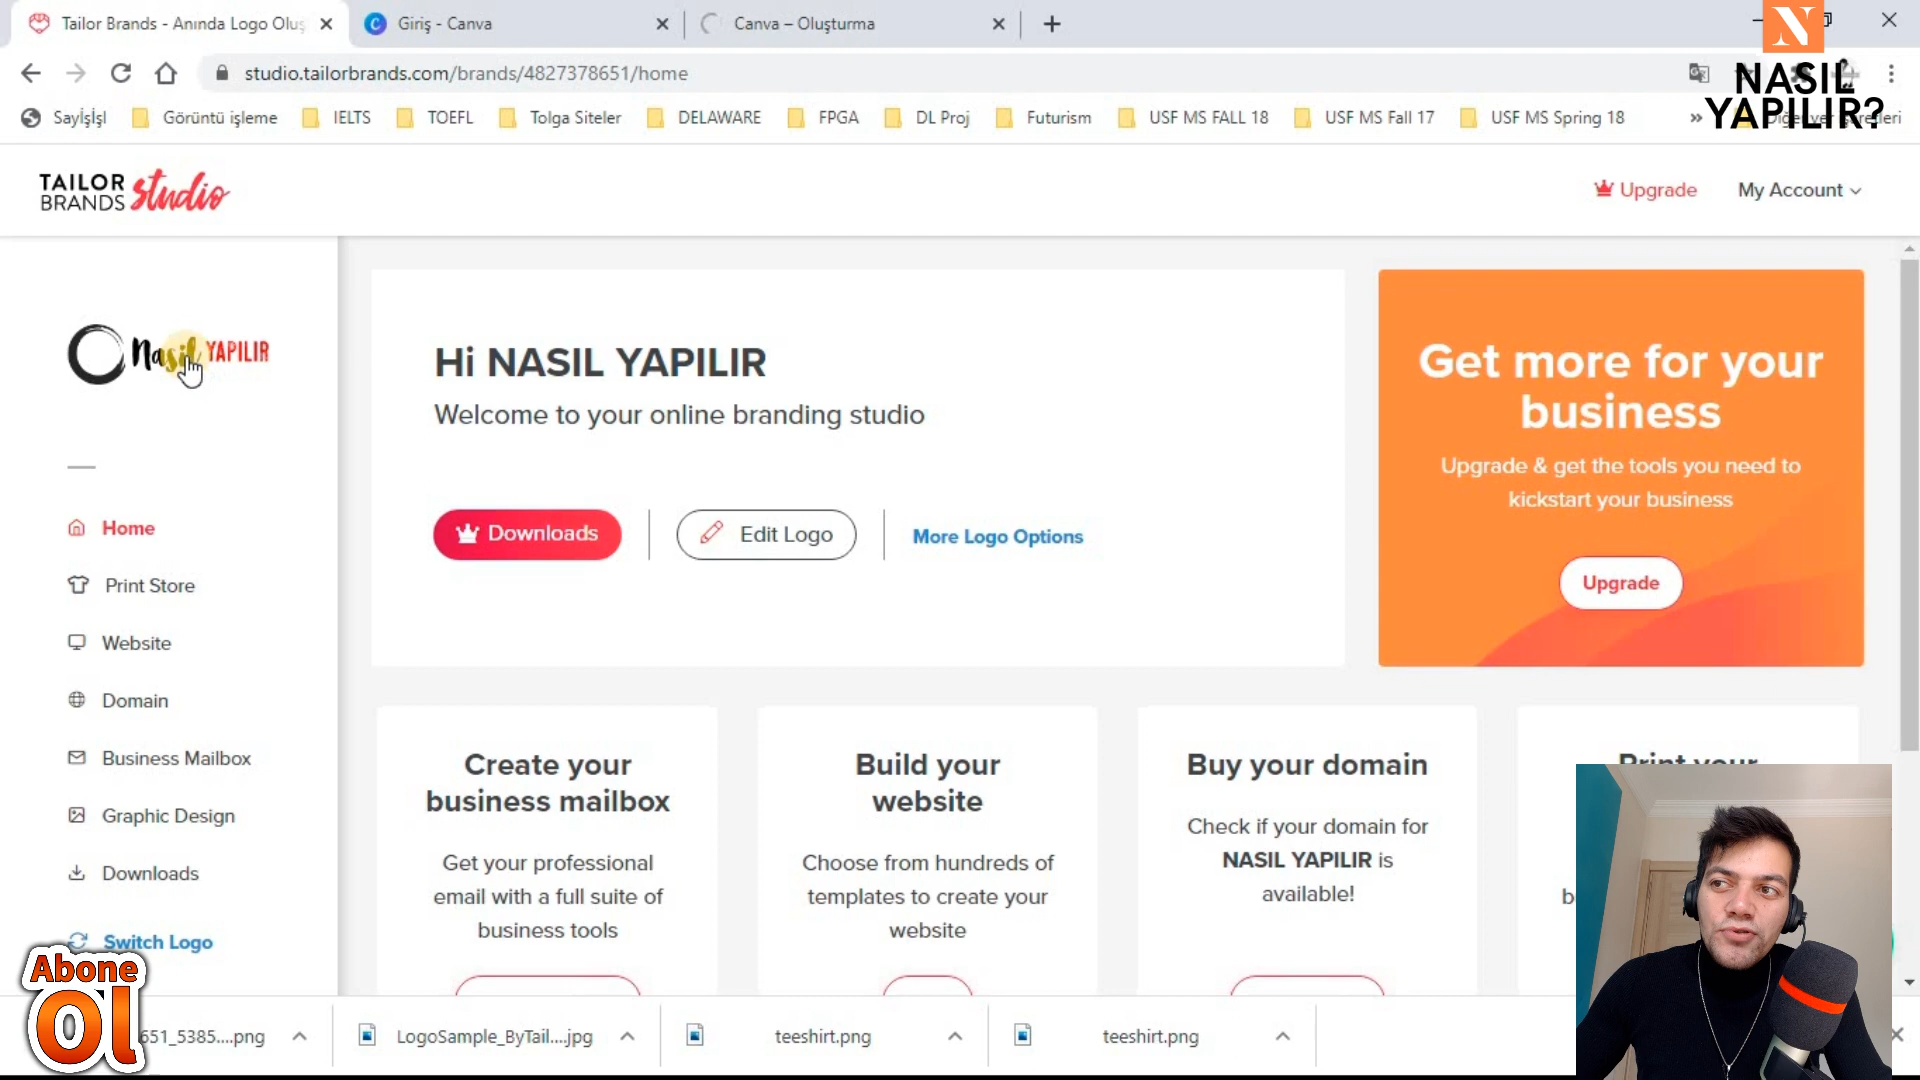 Tailor Brands - Anında Logo Oluş
Giriş - Canva
Canva – Oluşturma
N
NASIL
YAPILIR?
studio.tailorbrands.com/brands/4827378651/home
Sayİşlşl
Görüntü işleme
IELTS
TOEFL
Tolga Siteler
DELAWARE
FPGA
DL Proj
Futurism
USF MS FALL 18
USF MS Fall 17
USF MS Spring 18
TAILOR
BRANDS studio
Upgrade
My Account
Nasil YAPILIR
Home
Print Store
Website
Domain
Business Mailbox
Graphic Design
Downloads
Switch Logo
Hi NASIL YAPILIR
Welcome to your online branding studio
Downloads
Edit Logo
More Logo Options
Get more for your
business
Upgrade & get the tools you need to
kickstart your business
Upgrade
Create your
business mailbox
Get your professional
email with a full suite of
business tools
Build your
website
Choose from hundreds of
templates to create your
website
Buy your domain
Check if your domain for
NASIL YAPILIR is
available!
Print your
Abone
Ol
651_5385....png
LogoSample_ByTail....jpg
teeshirt.png
teeshirt.png